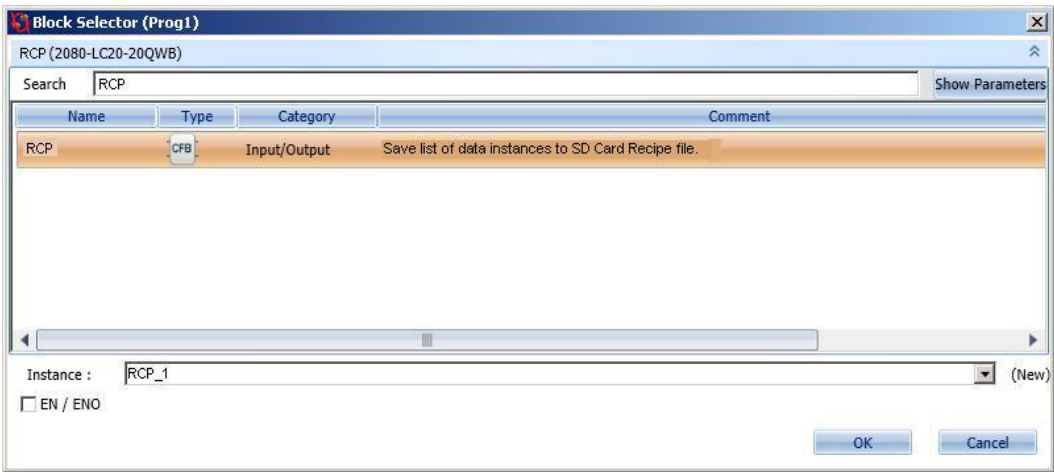 Block Selector (Prog1)
RCP (2080-LC20-20QWB)
Search RCP Show Parameters
Name Type Category Comment
RCP CFB Input/Output Save list of data instances to SD Card Recipe file.
Instance : RCP_1 (New)
EN / ENO
OK Cancel